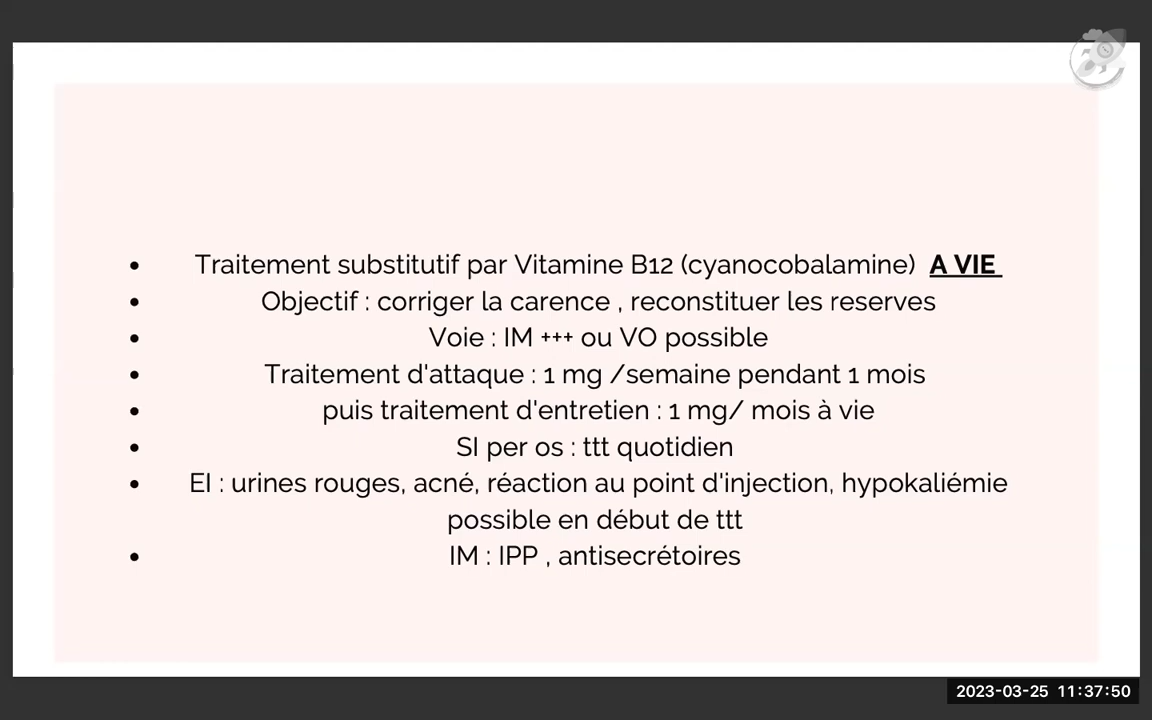 • Traitement substitutif par Vitamine B12 (cyanocobalamine) A VIE
• Objectif : corriger la carence , reconstituer les reserves
• Voie : IM +++ ou VO possible
• Traitement d'attaque : 1 mg /semaine pendant 1 mois
• puis traitement d'entretien : 1 mg/ mois à vie
• SI per os : ttt quotidien
• EI : urines rouges, acné, réaction au point d'injection, hypokaliémie
possible en début de ttt
• IM : IPP , antisecrétoires
2023-03-25 11:37:50